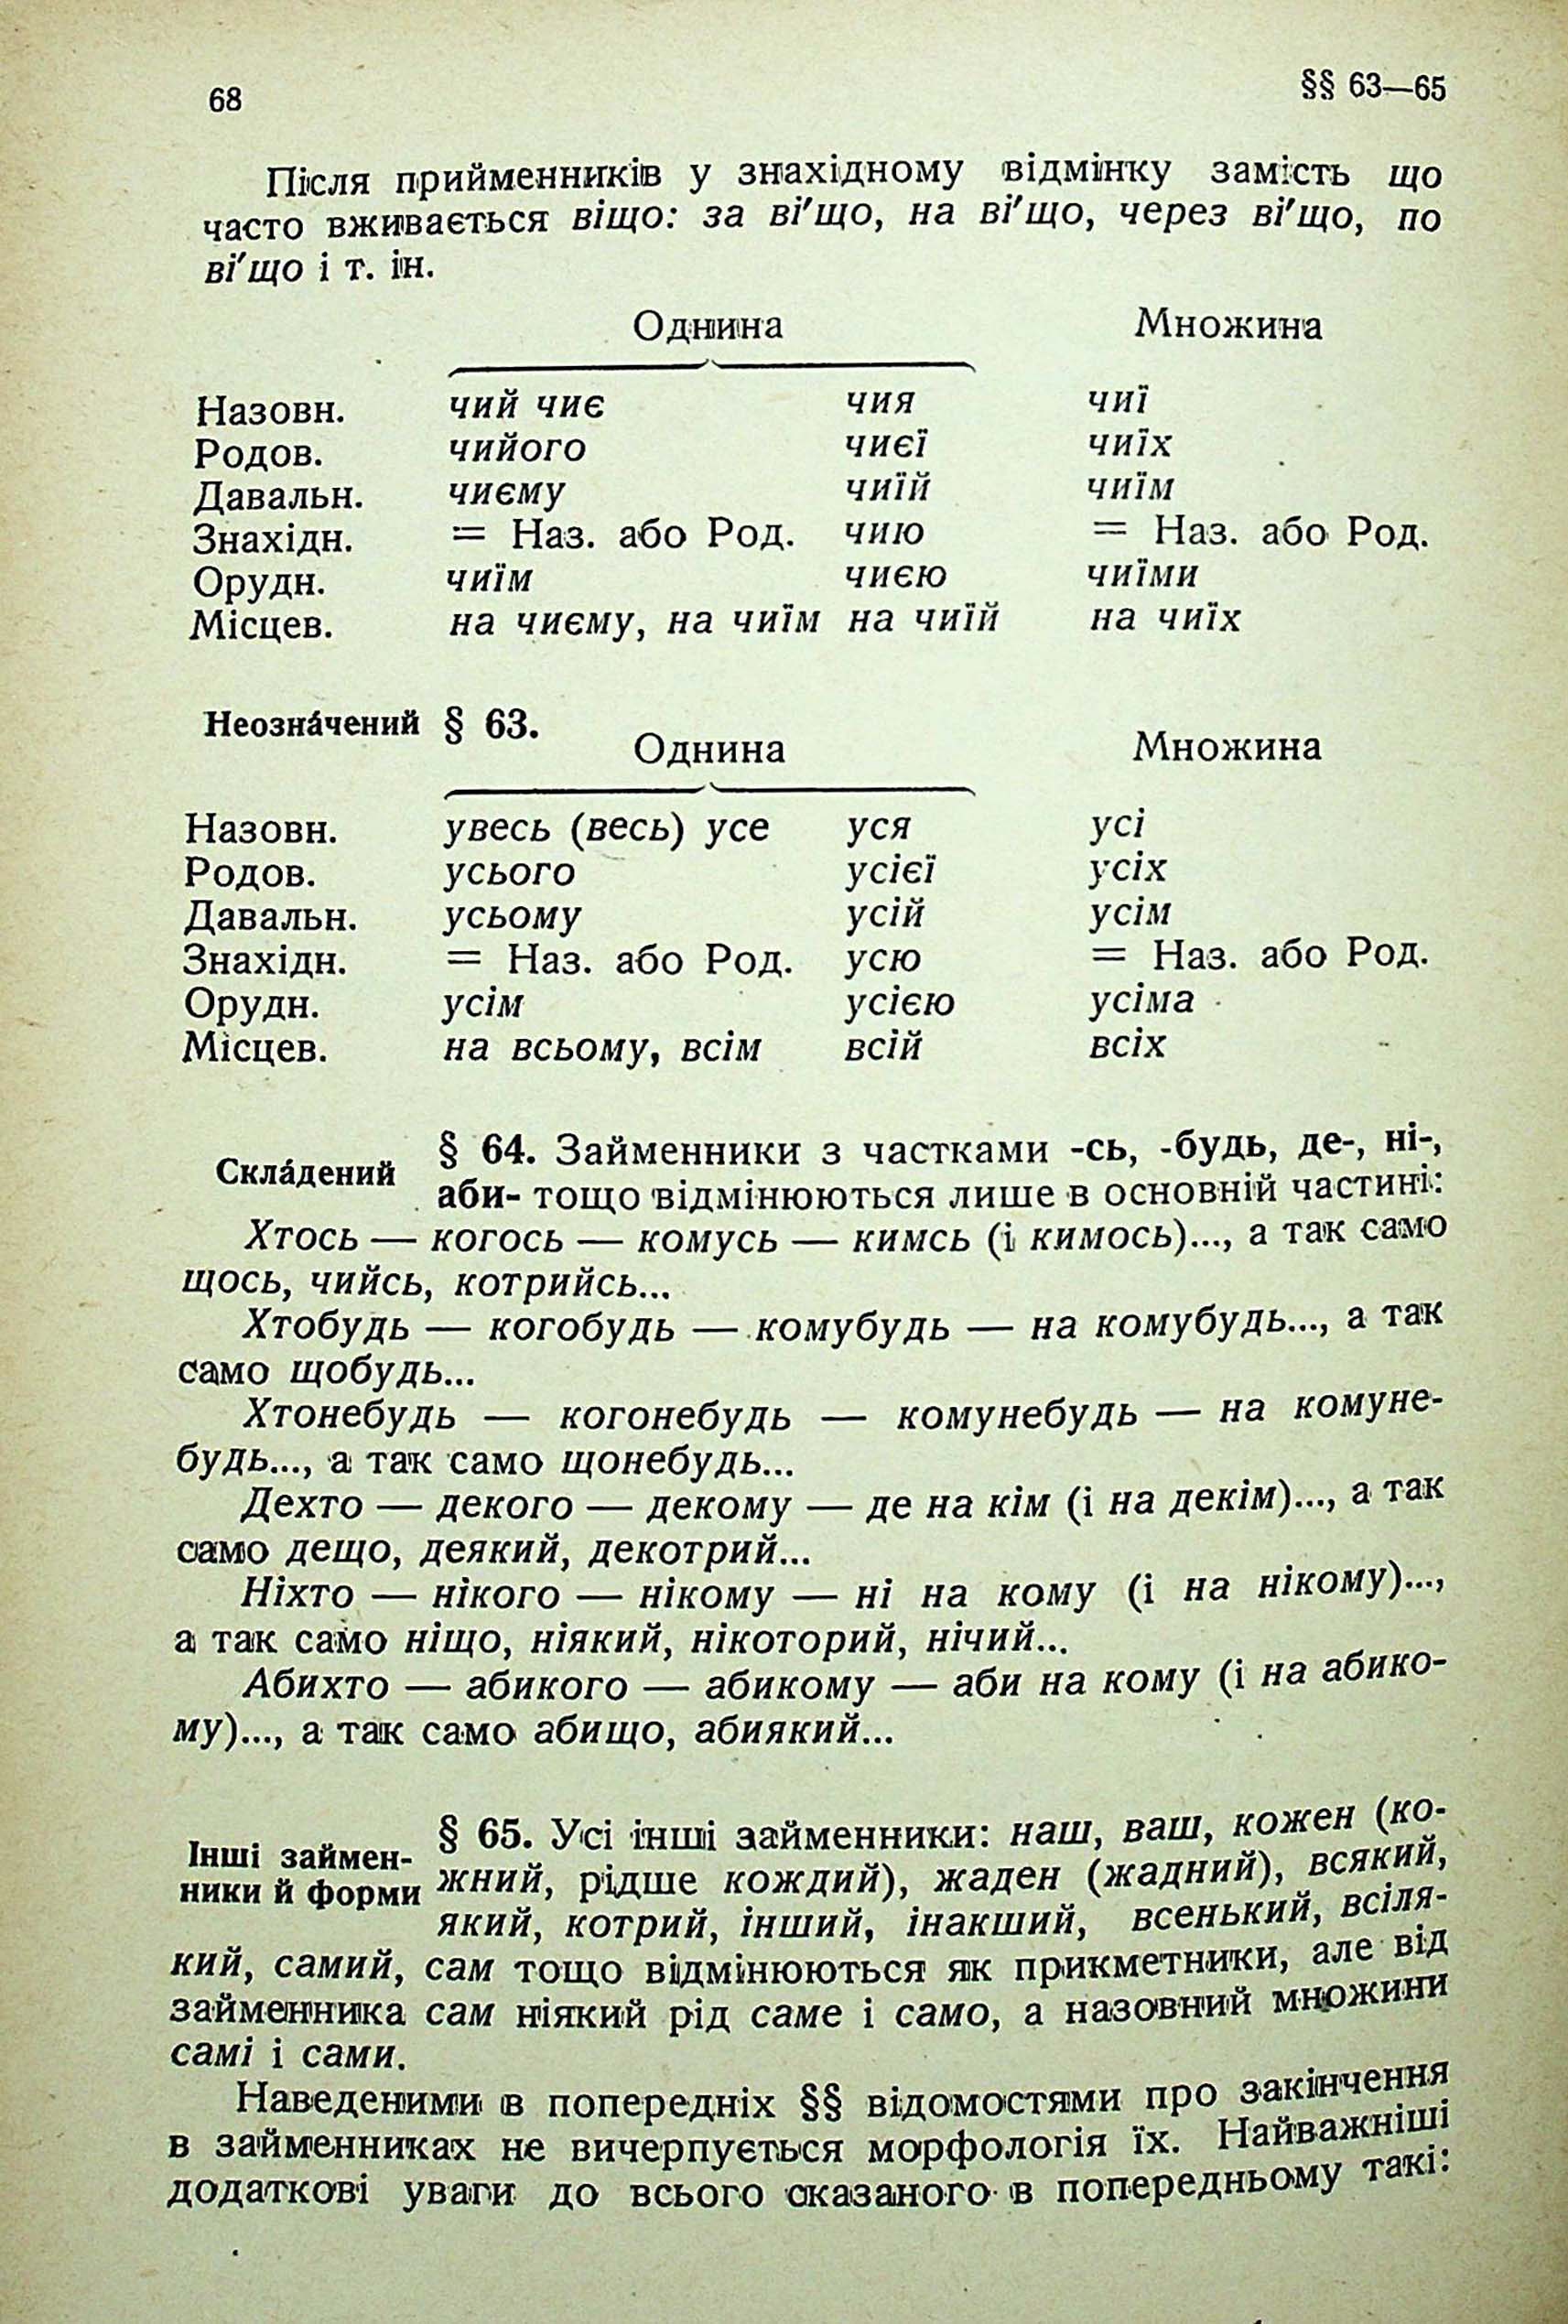 68 §§ 63—65
Після прийменників у знахідному відмінку замість що
часто вживається віщо: за ві́що, на ві́що, через ві́що, по
ві́що і т. ін.
Однина Множина
Назовн. чий чиє чия чиї
Родов. чийого чиєї чиїх
Давальн. чиєму чиїй чиїм
Знахідн. = Наз. або Род. чию = Наз. або Род.
Орудн. чиїм чиєю чиїми
Місцев. на чиєму, на чиїм на чиїй на чиїх
Неозна́чений § 63.
Однина Множина
Назовн. увесь (весь) усе уся усі
Родов. усього усієї усіх
Давальн. усьому усій усім
Знахідн. = Наз. або Род. усю = Наз. або Род.
Орудн. усім усією усіма
Місцев. на всьому, всім всій всіх
Скла́дений § 64. Займенники з частками -сь, -будь, де-, ні-,
аби- тощо відмінюються лише в основній частині:
Хтось — когось — комусь — кимсь (і кимось)..., а так само
щось, чийсь, котрийсь...
Хтобудь — когобудь — комубудь — на комубудь..., а так
само щобудь...
Хтонебудь — когонебудь — комунебудь — на комуне-
будь..., а так само щонебудь...
Дехто — декого — декому — де на кім (і на декім)..., а так
само дещо, деякий, декотрий...
Ніхто — нікого — нікому — ні на кому (і на нікому)...,
а так само ніщо, ніякий, нікоторий, нічий...
Абихто — абикого — абикому — аби на кому (і на абико-
му)..., а так само абищо, абиякий...
Інші займен-
ники й форми
§ 65. Усі інші займенники: наш, ваш, кожен (ко-
жний, рідше кождий), жаден (жадний), всякий,
який, котрий, інший, інакший, всенький, всіля-
кий, самий, сам тощо відмінюються як прикметники, але від
займенника сам ніякий рід саме і само, а назовний множини
самі і сами.
Наведеними в попередніх §§ відомостями про закінчення
в займенниках не вичерпується морфологія їх. Найважніші
додаткові уваги до всього сказаного в попередньому такі: